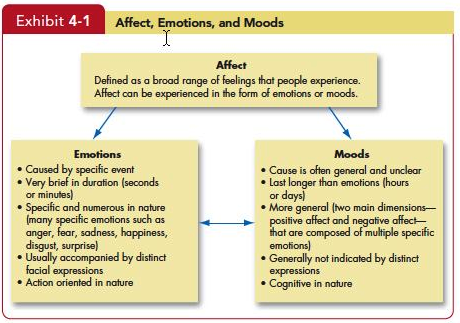 Exhibit 4-1 Affect, Emotions, and Moods
Affect
Defined as a broad range of feelings that people experience.
Affect can be experienced in the form of emotions or moods.
Emotions
• Caused by specific event
• Very brief in duration (seconds
or minutes)
• Specific and numerous in nature
(many specific emotions such as
anger, fear, sadness, happiness,
disgust, surprise)
• Usually accompanied by distinct
facial expressions
• Action oriented in nature
Moods
• Cause is often general and unclear
• Last longer than emotions (hours
or days)
• More general (two main dimensions—
positive affect and negative affect—
that are composed of multiple specific
emotions)
• Generally not indicated by distinct
expressions
• Cognitive in nature